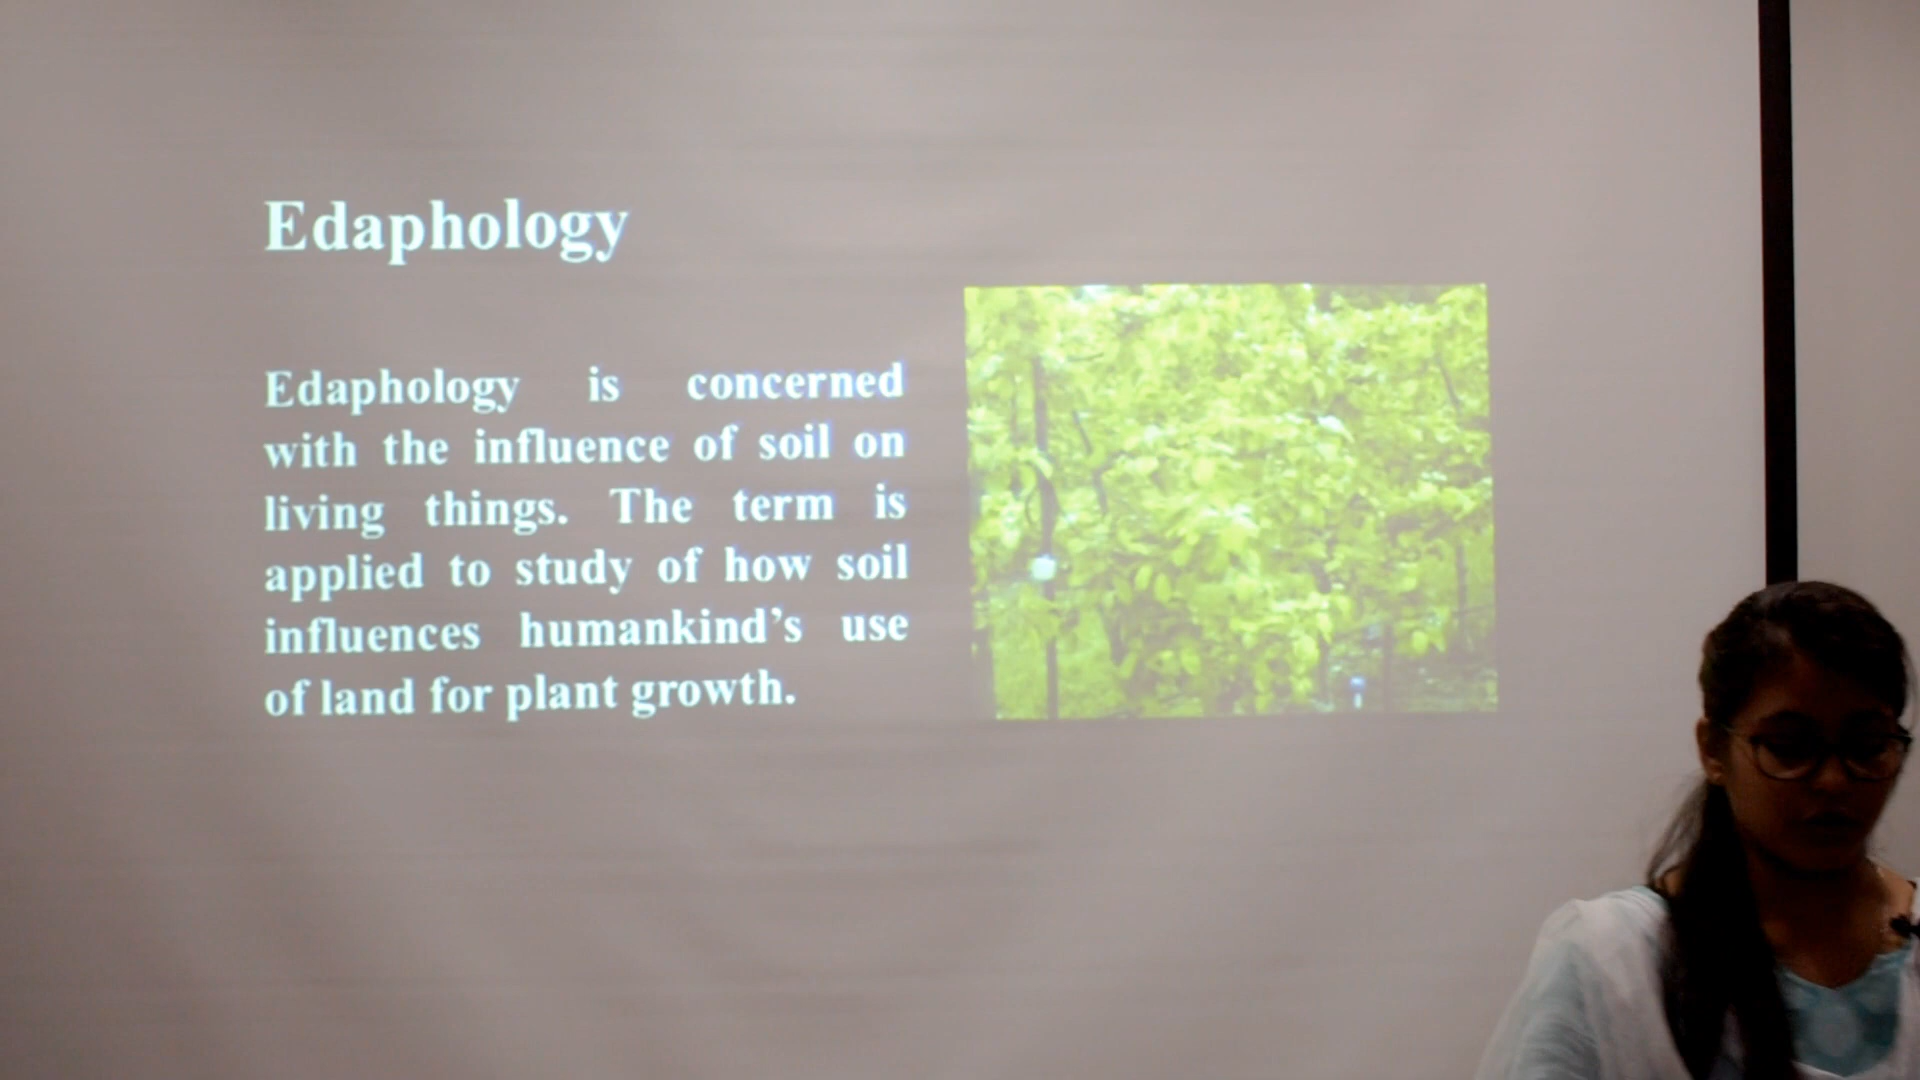 Edaphology
Edaphology is concerned
with the influence of soil on
living things. The term is
applied to study of how soil
influences humankind’s use
of land for plant growth.